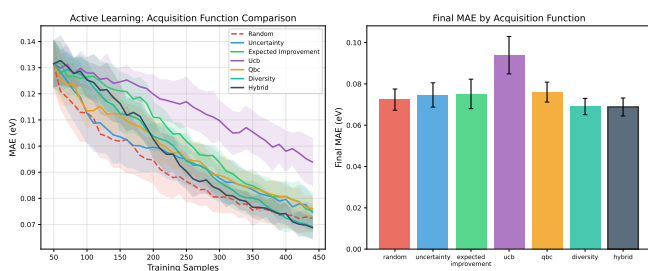 Active Learning: Acquisition Function Comparison
MAE (eV)
0.14
0.13
0.12
0.11
0.10
0.09
0.08
0.07
50
100
150
200
250
300
350
400
450
Training Samples
Random
Uncertainty
Expected Improvement
Ucb
Qbc
Diversity
Hybrid
Final MAE by Acquisition Function
Final MAE (eV)
0.10
0.08
0.06
0.04
0.02
0.00
random
uncertainty
expected
improvement
ucb
qbc
diversity
hybrid